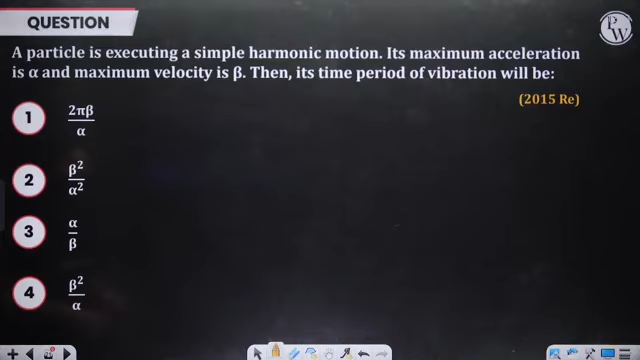 QUESTION
PW
A particle is executing a simple harmonic motion. Its maximum acceleration
is α and maximum velocity is β. Then, its time period of vibration will be:
(2015 Re)
1 2πβ/α
2 β²/α²
3 α/β
4 β²/α